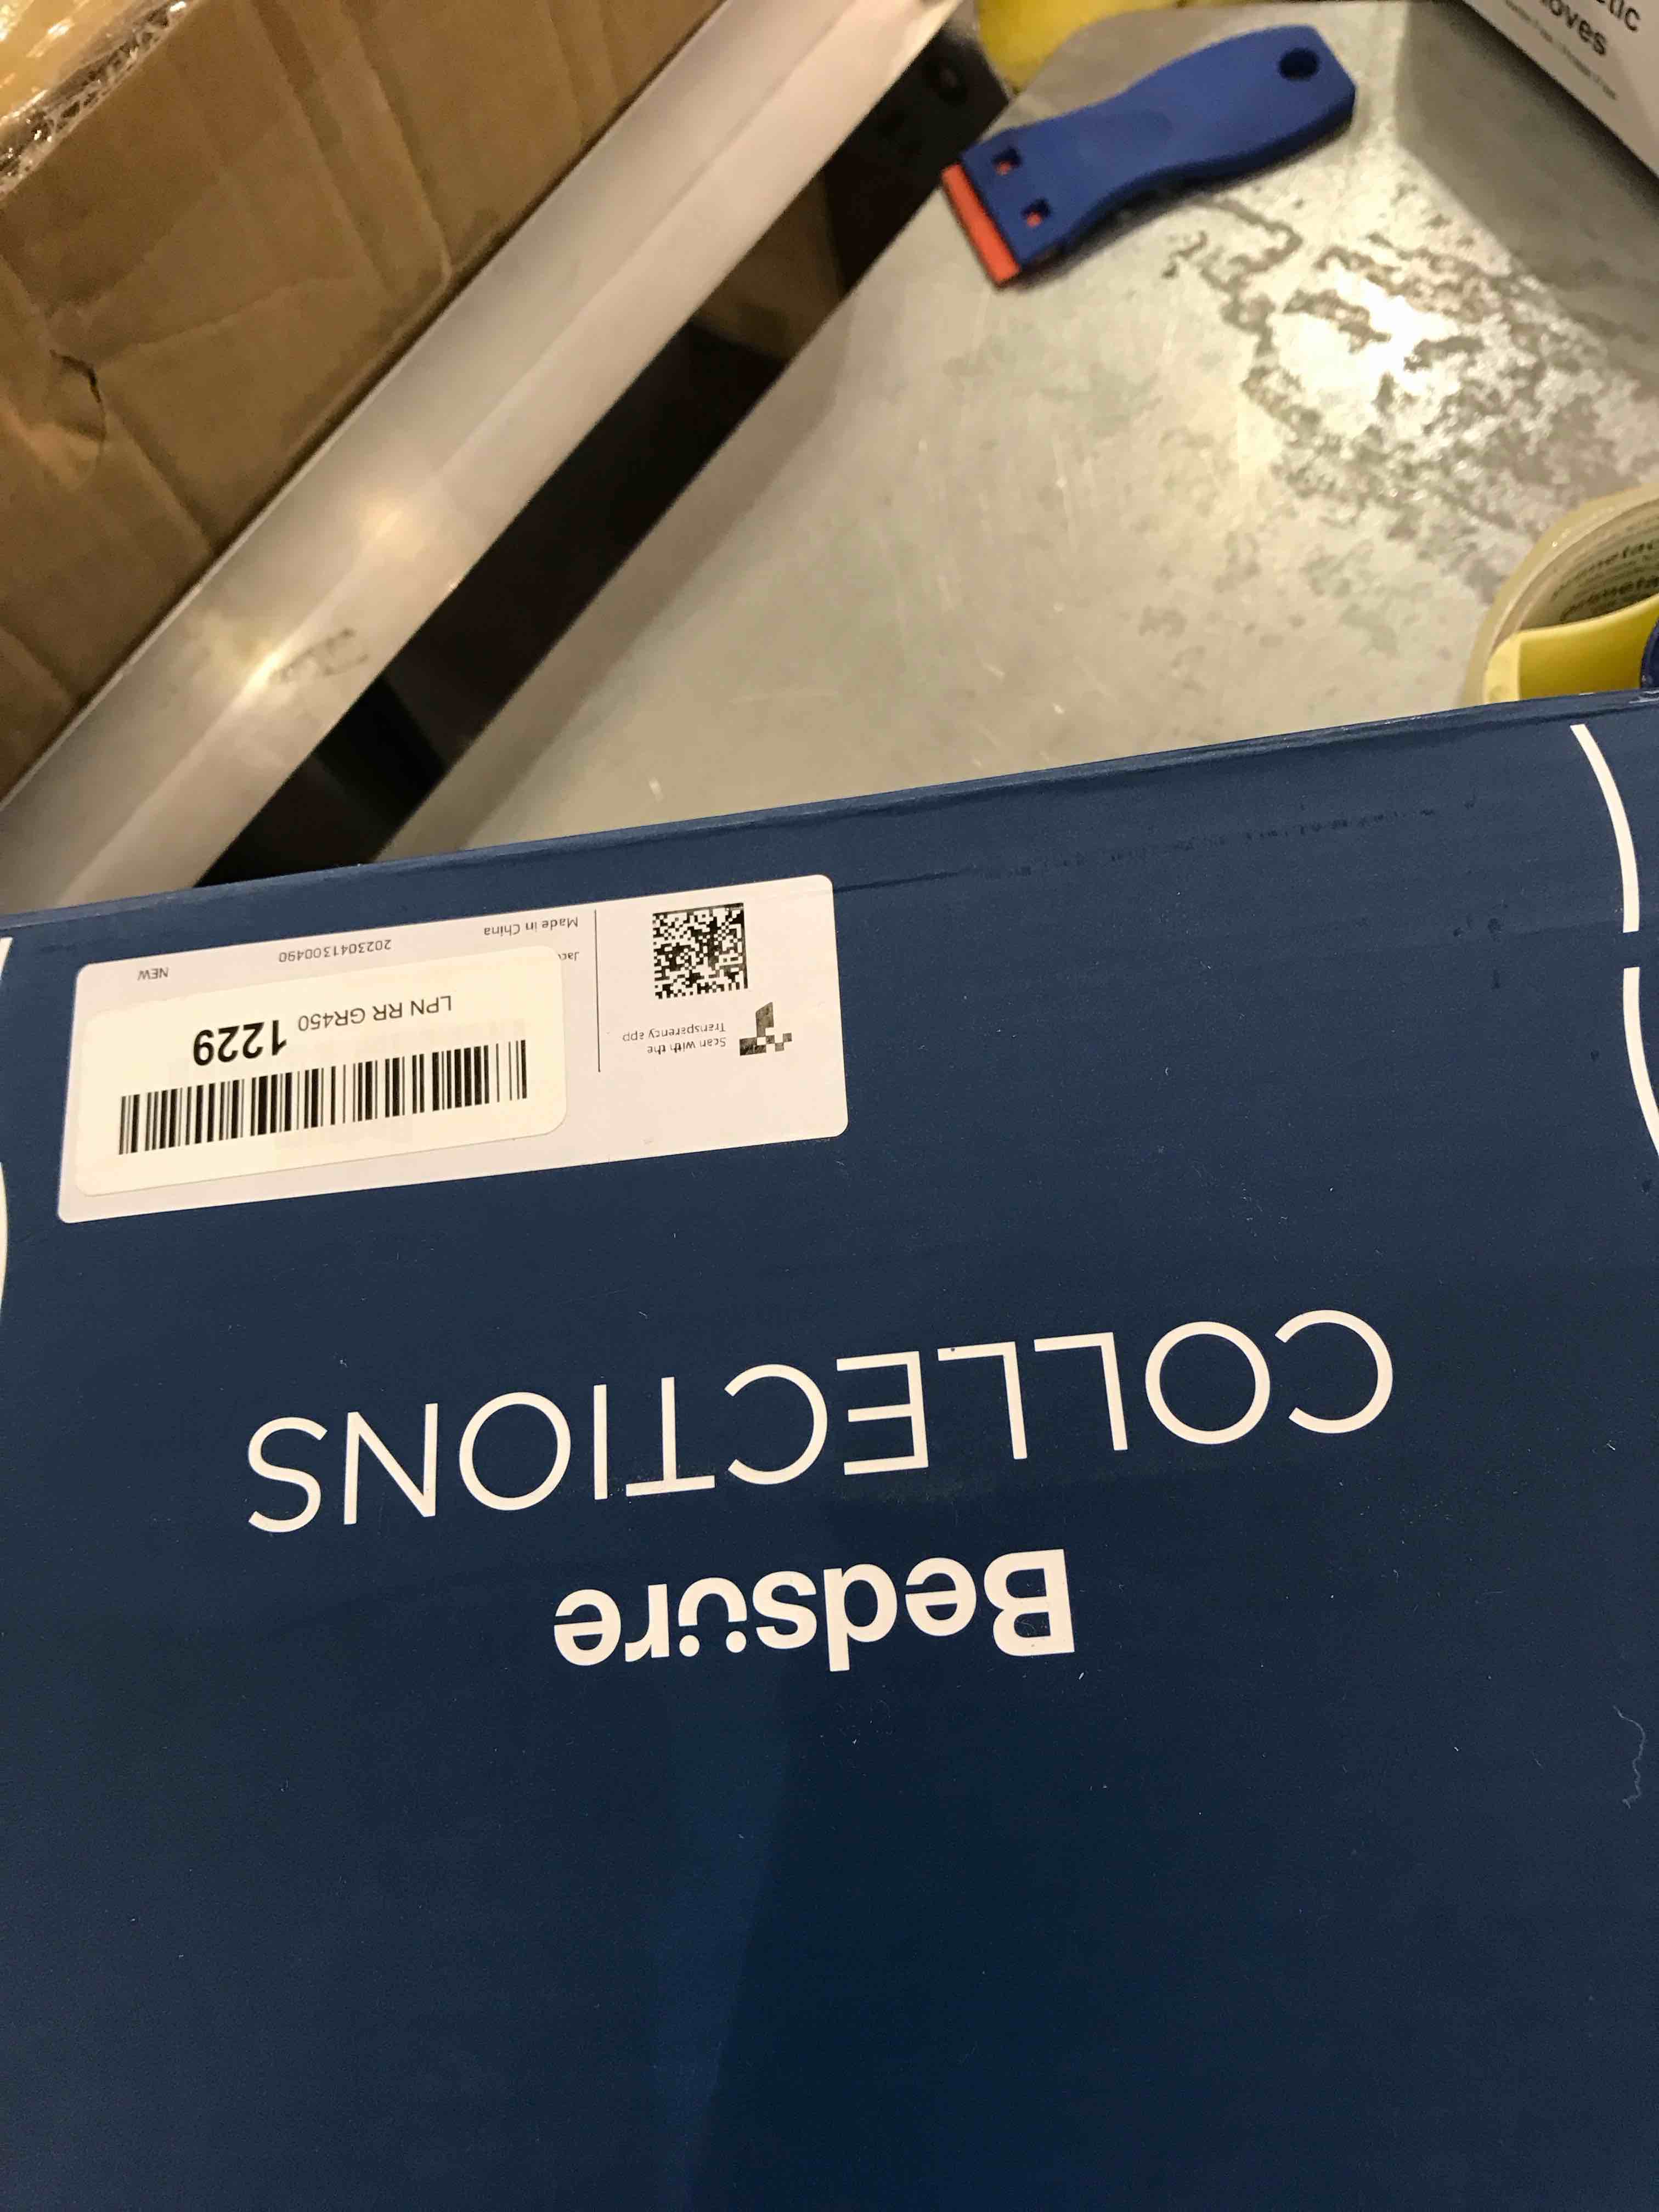 Bedsüre
COLLECTIONS
Scan with the
Transparency app
LPN RR GR450 1229
NEW
2023041300490
Made in China